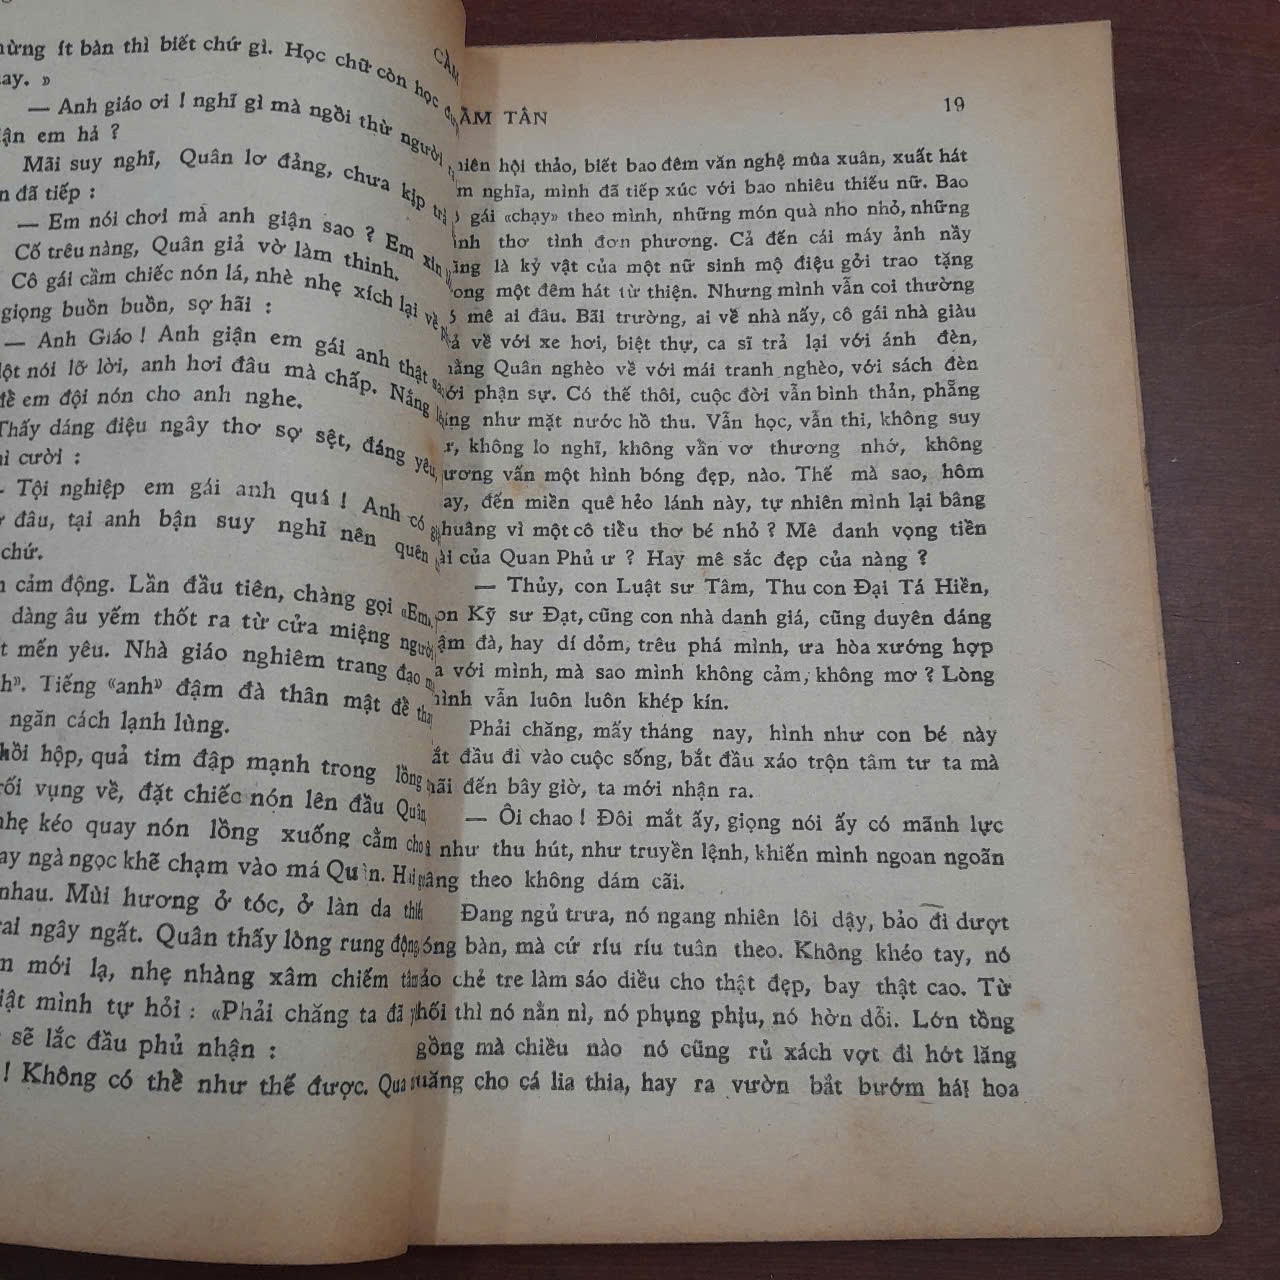 CẦM
hừng ít bàn thì biết chứ gì. Học chữ còn học
ay. »
— Anh giáo ơi ! nghĩ gì mà ngồi thừ người
ận em hả ?
Mãi suy nghĩ, Quân lơ đảng, chưa kịp trả
n đã tiếp :
— Em nói chơi mà anh giận sao ? Em xin
Cố trêu nàng, Quân giả vờ làm thinh.
Cô gái cầm chiếc nón lá, nhè nhẹ xích lại về
giọng buồn buồn, sợ hãi :
— Anh Giáo ! Anh giận em gái anh thật sa
ột nói lỡ lời, anh hơi đâu mà chấp. Nắng
để em đội nón cho anh nghe.
Thấy dáng điệu ngây thơ sợ sệt, đáng yêu,
ì cười :
— Tội nghiệp em gái anh quá ! Anh có
đâu, tại anh bận suy nghĩ nên quên
chứ.
cảm động. Lần đầu tiên, chàng gọi «Em»
dàng âu yếm thốt ra từ cửa miệng người
t mến yêu. Nhà giáo nghiêm trang đạo m
h». Tiếng «anh» đậm đà thân mật để tha
ngăn cách lạnh lùng.
hồi hộp, quả tim đập mạnh trong lồng
rối vụng về, đặt chiếc nón lên đầu Quân
nhẹ kéo quay nón lồng xuống cằm cho
ay ngà ngọc khẽ chạm vào má Quân. H
nhau. Mùi hương ở tóc, ở làn da thiế
rai ngây ngất. Quân thấy lòng rung động
m mới lạ, nhẹ nhàng xâm chiếm tâm
iật mình tự hỏi : «Phải chăng ta đã
sẽ lắc đầu phủ nhận :
! Không có thể như thế được. Qua
ẦM TÂN
19
hiên hội thảo, biết bao đêm văn nghệ mùa xuân, xuất hát
m nghĩa, mình đã tiếp xúc với bao nhiêu thiếu nữ. Bao
gái «chạy» theo mình, những món quà nho nhỏ, những
ình thơ tình đơn phương. Cả đến cái máy ảnh nầy
ăng là kỷ vật của một nữ sinh mộ điệu gởi trao tặng
ong một đêm hát từ thiện. Nhưng mình vẫn coi thường
mê ai đâu. Bãi trường, ai về nhà nấy, cô gái nhà giàu
ả về với xe hơi, biệt thự, ca sĩ trả lại với ánh đèn,
hằng Quân nghèo về với mái tranh nghèo, với sách đèn
ới phận sự. Có thế thôi, cuộc đời vẫn bình thản, phẵng
ng như mặt nước hồ thu. Vẫn học, vẫn thi, không suy
ư, không lo nghĩ, không vẩn vơ thương nhớ, không
ương vấn một hình bóng đẹp, nào. Thế mà sao, hôm
ay, đến miền quê hẻo lánh này, tự nhiên mình lại bâng
huâng vì một cô tiểu thơ bé nhỏ ? Mê danh vọng tiền
ài của Quan Phủ ư ? Hay mê sắc đẹp của nàng ?
— Thủy, con Luật sư Tâm, Thu con Đại Tá Hiền,
on Kỹ sư Đạt, cũng con nhà danh giá, cũng duyên dáng
ậm đà, hay dí dỏm, trêu phá mình, ưa hòa xướng hợp
a với mình, mà sao mình không cảm, không mơ ? Lòng
mình vẫn luôn luôn khép kín.
Phải chăng, mấy tháng nay, hình như con bé này
ắt đầu đi vào cuộc sống, bắt đầu xáo trộn tâm tư ta mà
mãi đến bây giờ, ta mới nhận ra.
— Ôi chao ! Đôi mắt ấy, giọng nói ấy có mãnh lực
ì như thu hút, như truyền lệnh, khiến mình ngoan ngoãn
âng theo không dám cãi.
Đang ngủ trưa, nó ngang nhiên lôi dậy, bảo đi dượt
óng bàn, mà cứ ríu ríu tuân theo. Không khéo tay, nó
ảo chẻ tre làm sáo diều cho thật đẹp, bay thật cao. Từ
hối thì nó nằn nì, nó phụng phịu, nó hờn dỗi. Lớn tồng
gồng mà chiều nào nó cũng rủ xách vợt đi hớt lăng
uăng cho cá lia thia, hay ra vườn bắt bướm hái hoa